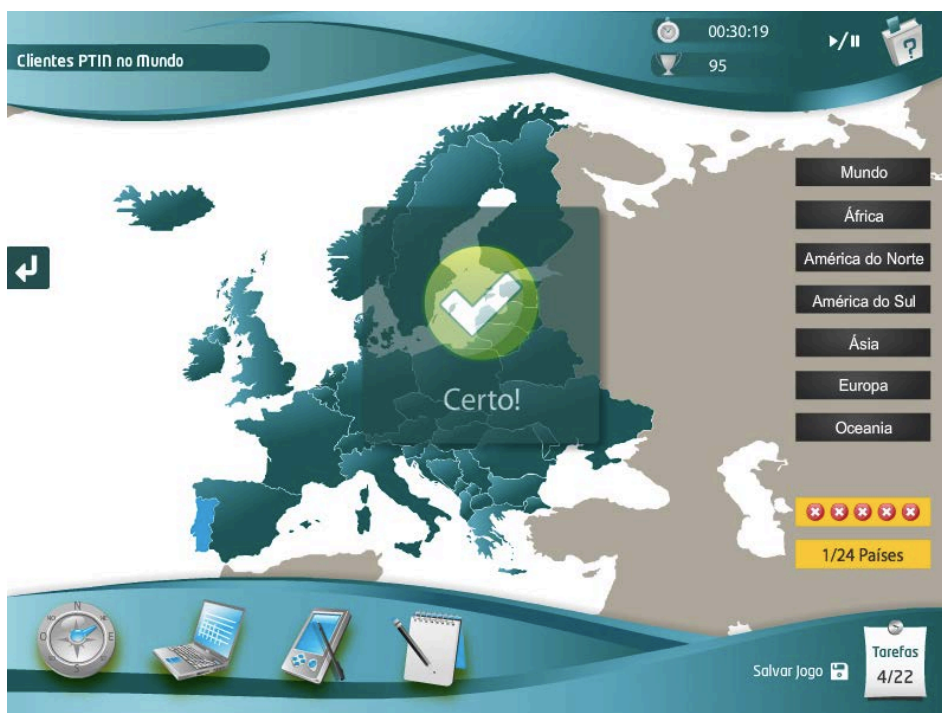 Clientes PTIN no Mundo
00:30:19
95
?
Mundo
África
América do Norte
América do Sul
Ásia
Europa
Oceania
Certo!
1/24 Países
N
O
E
S
Salvar Jogo
Tarefas
4/22